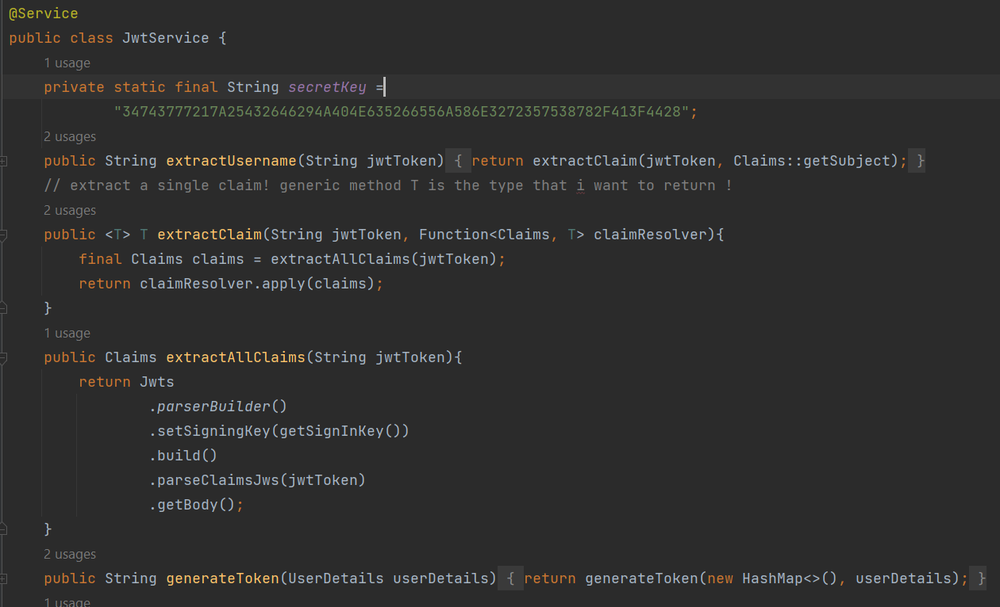 @Service
public class JwtService {
1 usage
private static final String secretKey =
"34743777217A25432646294A404E635266556A586E3272357538782F413F4428";
2 usages
public String extractUsername(String jwtToken) { return extractClaim(jwtToken, Claims::getSubject); }
// extract a single claim! generic method T is the type that i want to return !
2 usages
public <T> T extractClaim(String jwtToken, Function<Claims, T> claimResolver){
final Claims claims = extractAllClaims(jwtToken);
return claimResolver.apply(claims);
}
1 usage
public Claims extractAllClaims(String jwtToken){
return Jwts
.parserBuilder()
.setSigningKey(getSignInKey())
.build()
.parseClaimsJws(jwtToken)
.getBody();
}
2 usages
public String generateToken(UserDetails userDetails) { return generateToken(new HashMap<>(), userDetails); }
1 usage